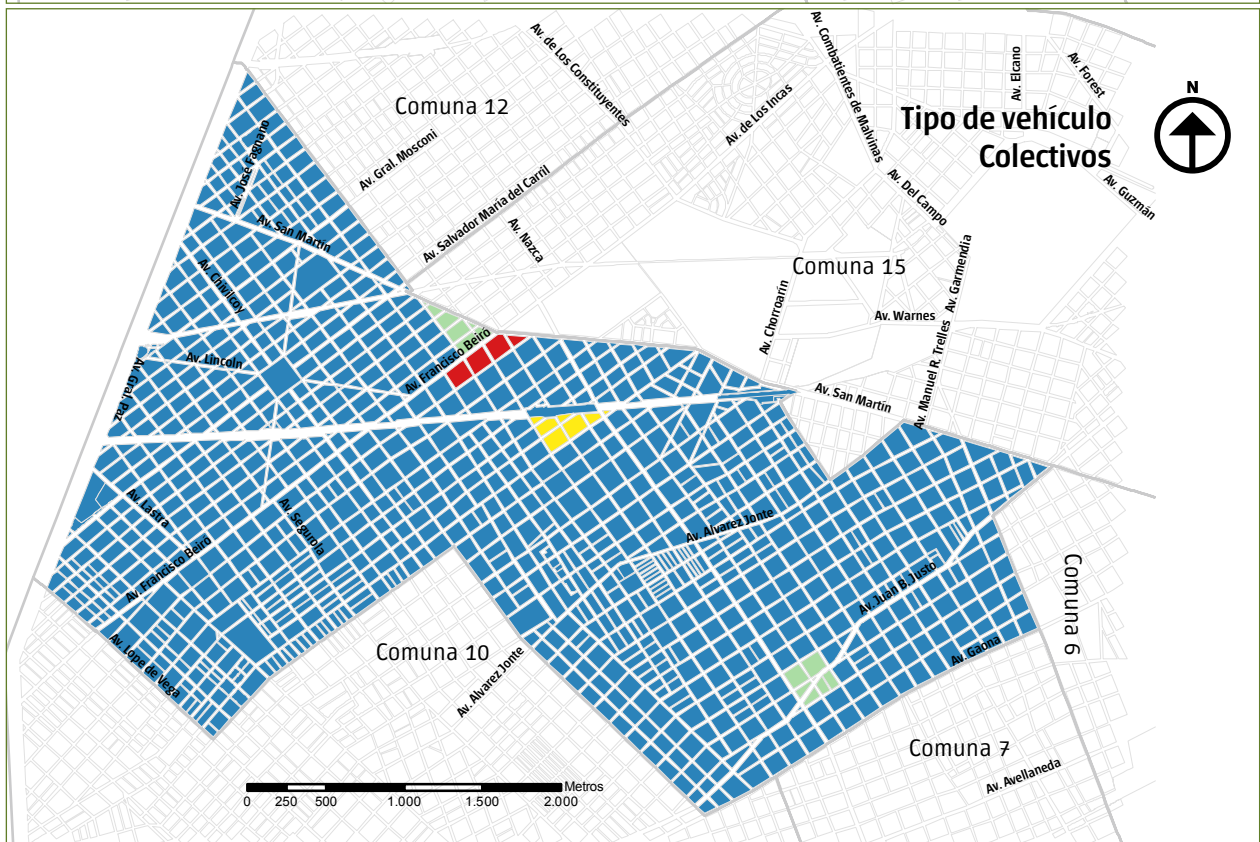 Tipo de vehículo
Colectivos
N
Comuna 12
Comuna 15
Comuna 10
Comuna 6
Comuna 7
Av. de Los Constituyentes
Av. Combatientes de Malvinas
Av. Elcano
Av. Forest
Av. de Los Incas
Av. Gral. Mosconi
Av. José Fagnano
Av. Salvador María del Carril
Av. Del Campo
Av. Guzmán
Av. San Martín
Av. Nazca
Av. Chivilcoy
Av. Garmendia
Av. Chorroarín
Av. Warnes
Av. Francisco Beiró
Av. Lincoln
Av. Gral. Paz
Av. San Martín
Av. Manuel R. Trelles
Av. Lastra
Av. Segurola
Av. Alvarez Jonte
Av. Francisco Beiró
Av. Juan B. Justo
Av. Lope de Vega
Av. Alvarez Jonte
Av. Gaona
Av. Avellaneda
0 250 500 1.000 1.500 2.000 Metros